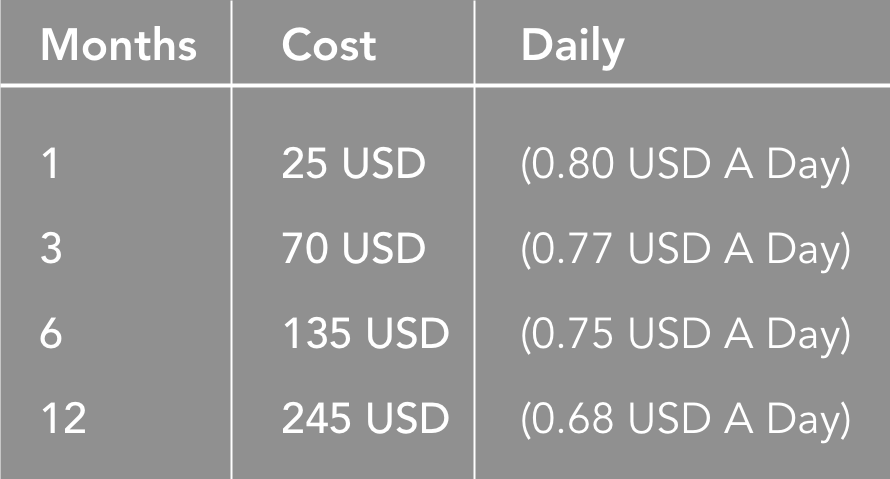 Months Cost Daily
1 25 USD (0.80 USD A Day)
3 70 USD (0.77 USD A Day)
6 135 USD (0.75 USD A Day)
12 245 USD (0.68 USD A Day)